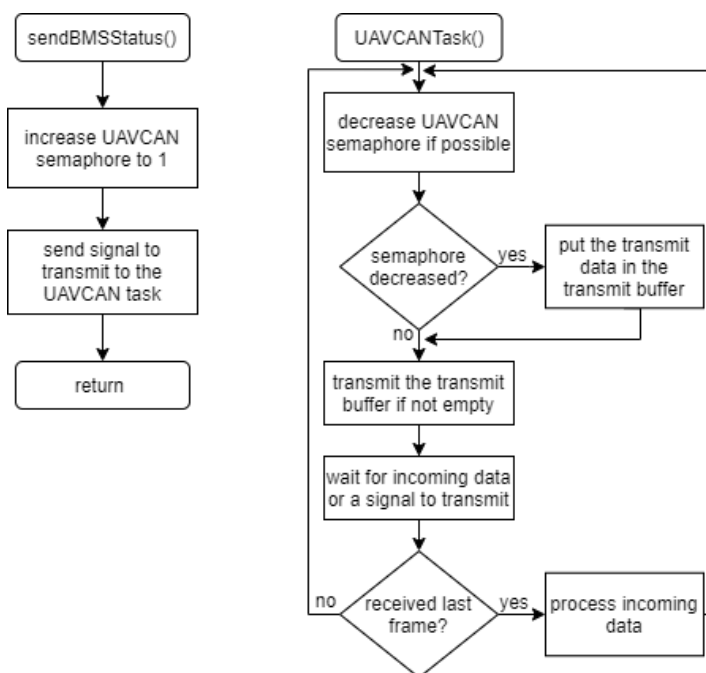 sendBMSStatus()
increase UAVCAN
semaphore to 1
send signal to
transmit to the
UAVCAN task
return
UAVCANTask()
decrease UAVCAN
semaphore if possible
semaphore
decreased?
yes
put the transmit
data in the
transmit buffer
no
transmit the transmit
buffer if not empty
wait for incoming data
or a signal to transmit
no
received last
frame?
yes
process incoming
data